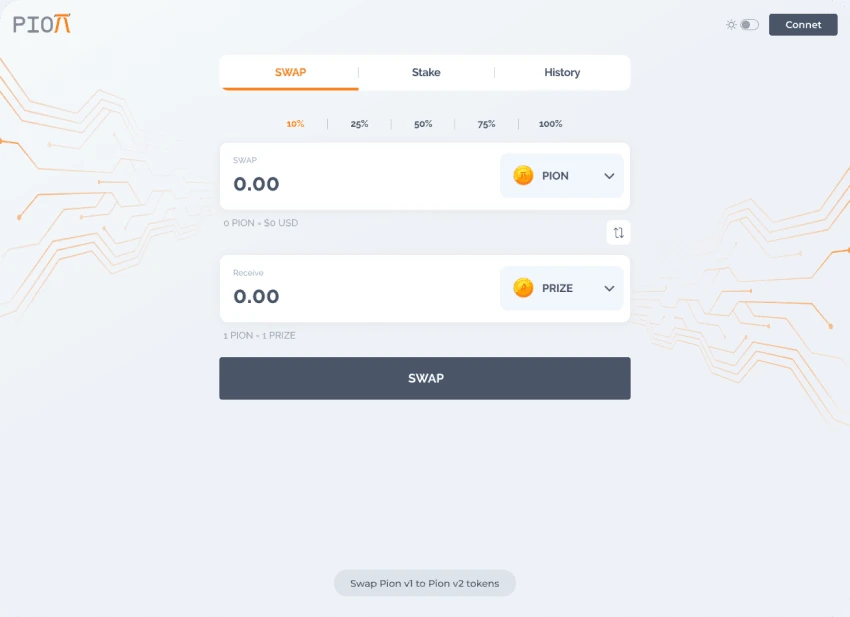 PIOπ
Connet
SWAP Stake History
10% 25% 50% 75% 100%
SWAP
0.00
PION
0 PION = $0 USD
Receive
0.00
PRIZE
1 PION = 1 PRIZE
SWAP
Swap Pion v1 to Pion v2 tokens